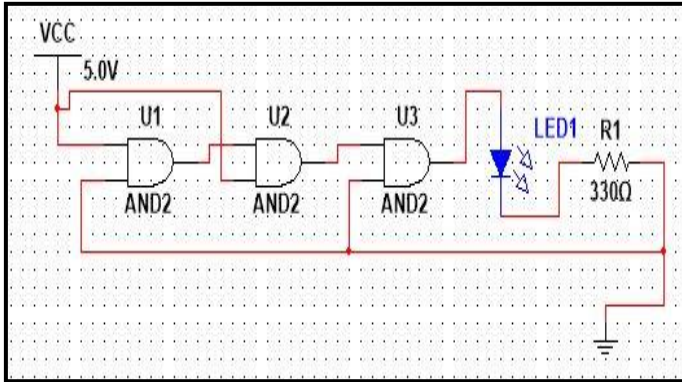 VCC
5.0V
U1
U2
U3
LED1
R1
AND2
AND2
AND2
330Ω